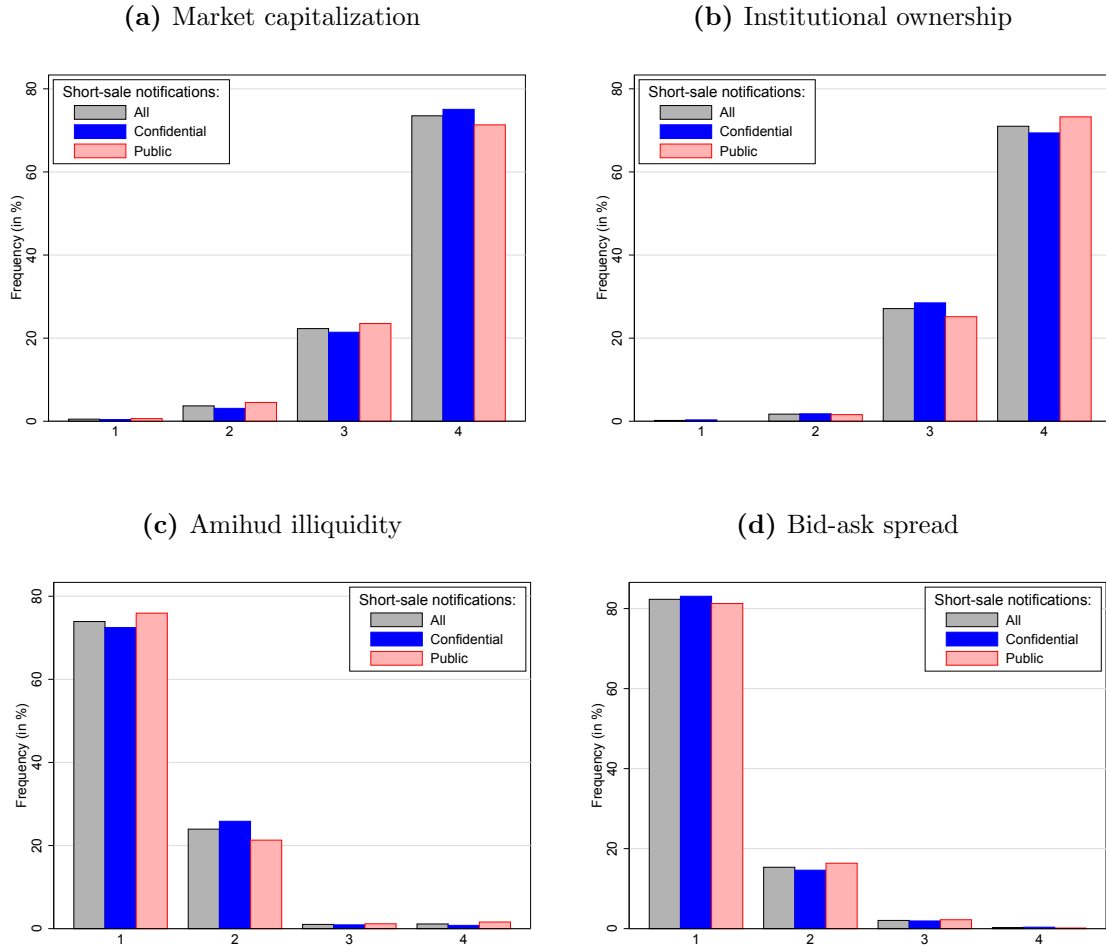 (a) Market capitalization
Frequency (in %)
0
20
40
60
80
1
2
3
4
Short-sale notifications:
All
Confidential
Public
(b) Institutional ownership
Frequency (in %)
0
20
40
60
80
1
2
3
4
Short-sale notifications:
All
Confidential
Public
(c) Amihud illiquidity
Frequency (in %)
0
20
40
60
80
1
2
3
4
Short-sale notifications:
All
Confidential
Public
(d) Bid-ask spread
Frequency (in %)
0
20
40
60
80
1
2
3
4
Short-sale notifications:
All
Confidential
Public